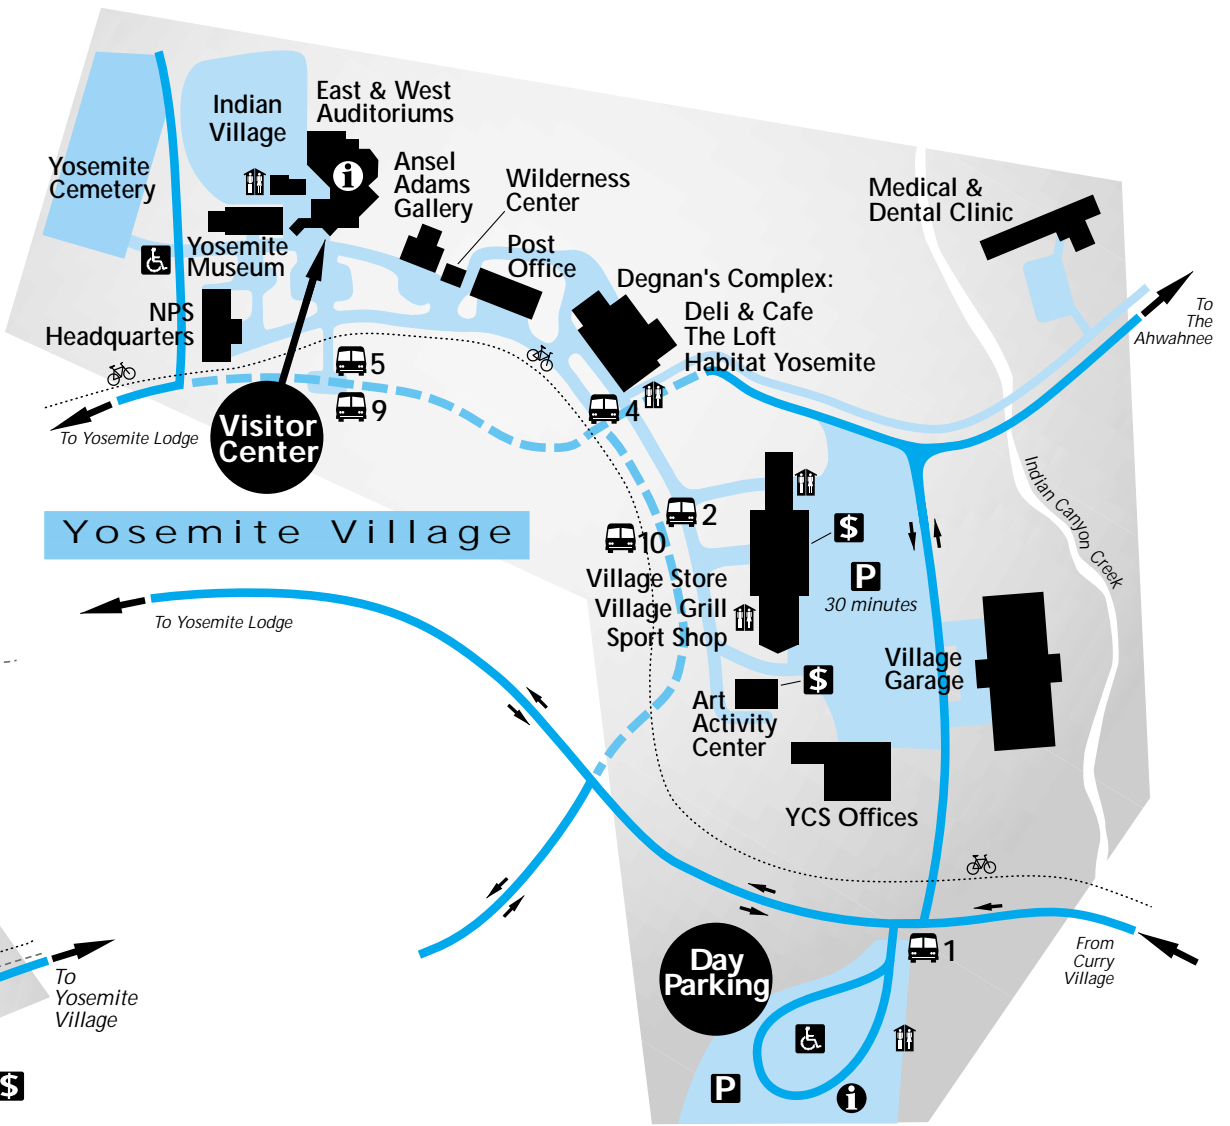 East & West
Auditoriums
Indian
Village
Yosemite
Cemetery
Ansel
Adams
Gallery
Wilderness
Center
Medical &
Dental Clinic
Yosemite
Museum
Post
Office
Degnan's Complex:
Deli & Cafe
The Loft
Habitat Yosemite
NPS
Headquarters
To
The
Ahwahnee
5
9
4
To Yosemite Lodge
Visitor
Center
Indian Canyon Creek
Yosemite Village
2
10
$
P
30 minutes
Village Store
Village Grill
Sport Shop
To Yosemite Lodge
Village
Garage
$
Art
Activity
Center
YCS Offices
1
From
Curry
Village
Day
Parking
To
Yosemite
Village
$
P
i
i